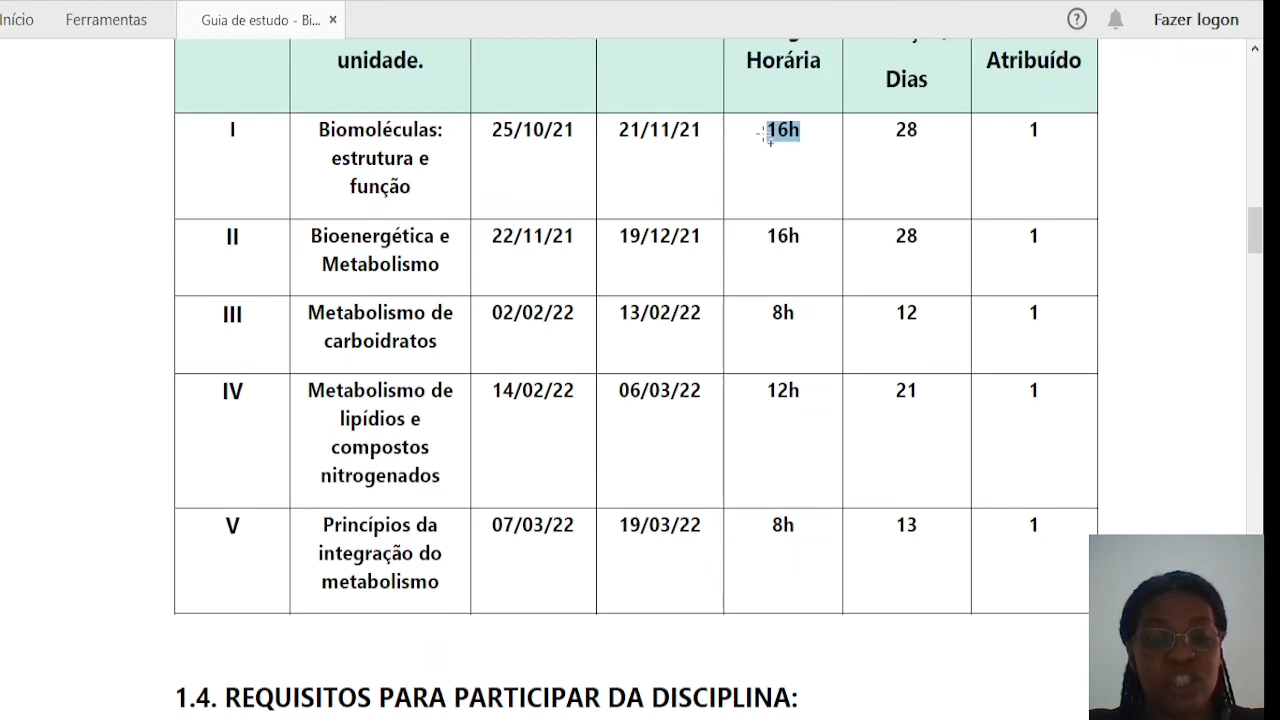 Início Ferramentas Guia de estudo - Bi... × ? Fazer logon
unidade. Horária Dias Atribuído
I Biomoléculas: 25/10/21 21/11/21 16h 28 1
estrutura e
função
II Bioenergética e 22/11/21 19/12/21 16h 28 1
Metabolismo
III Metabolismo de 02/02/22 13/02/22 8h 12 1
carboidratos
IV Metabolismo de 14/02/22 06/03/22 12h 21 1
lipídios e
compostos
nitrogenados
V Princípios da 07/03/22 19/03/22 8h 13 1
integração do
metabolismo
1.4. REQUISITOS PARA PARTICIPAR DA DISCIPLINA: